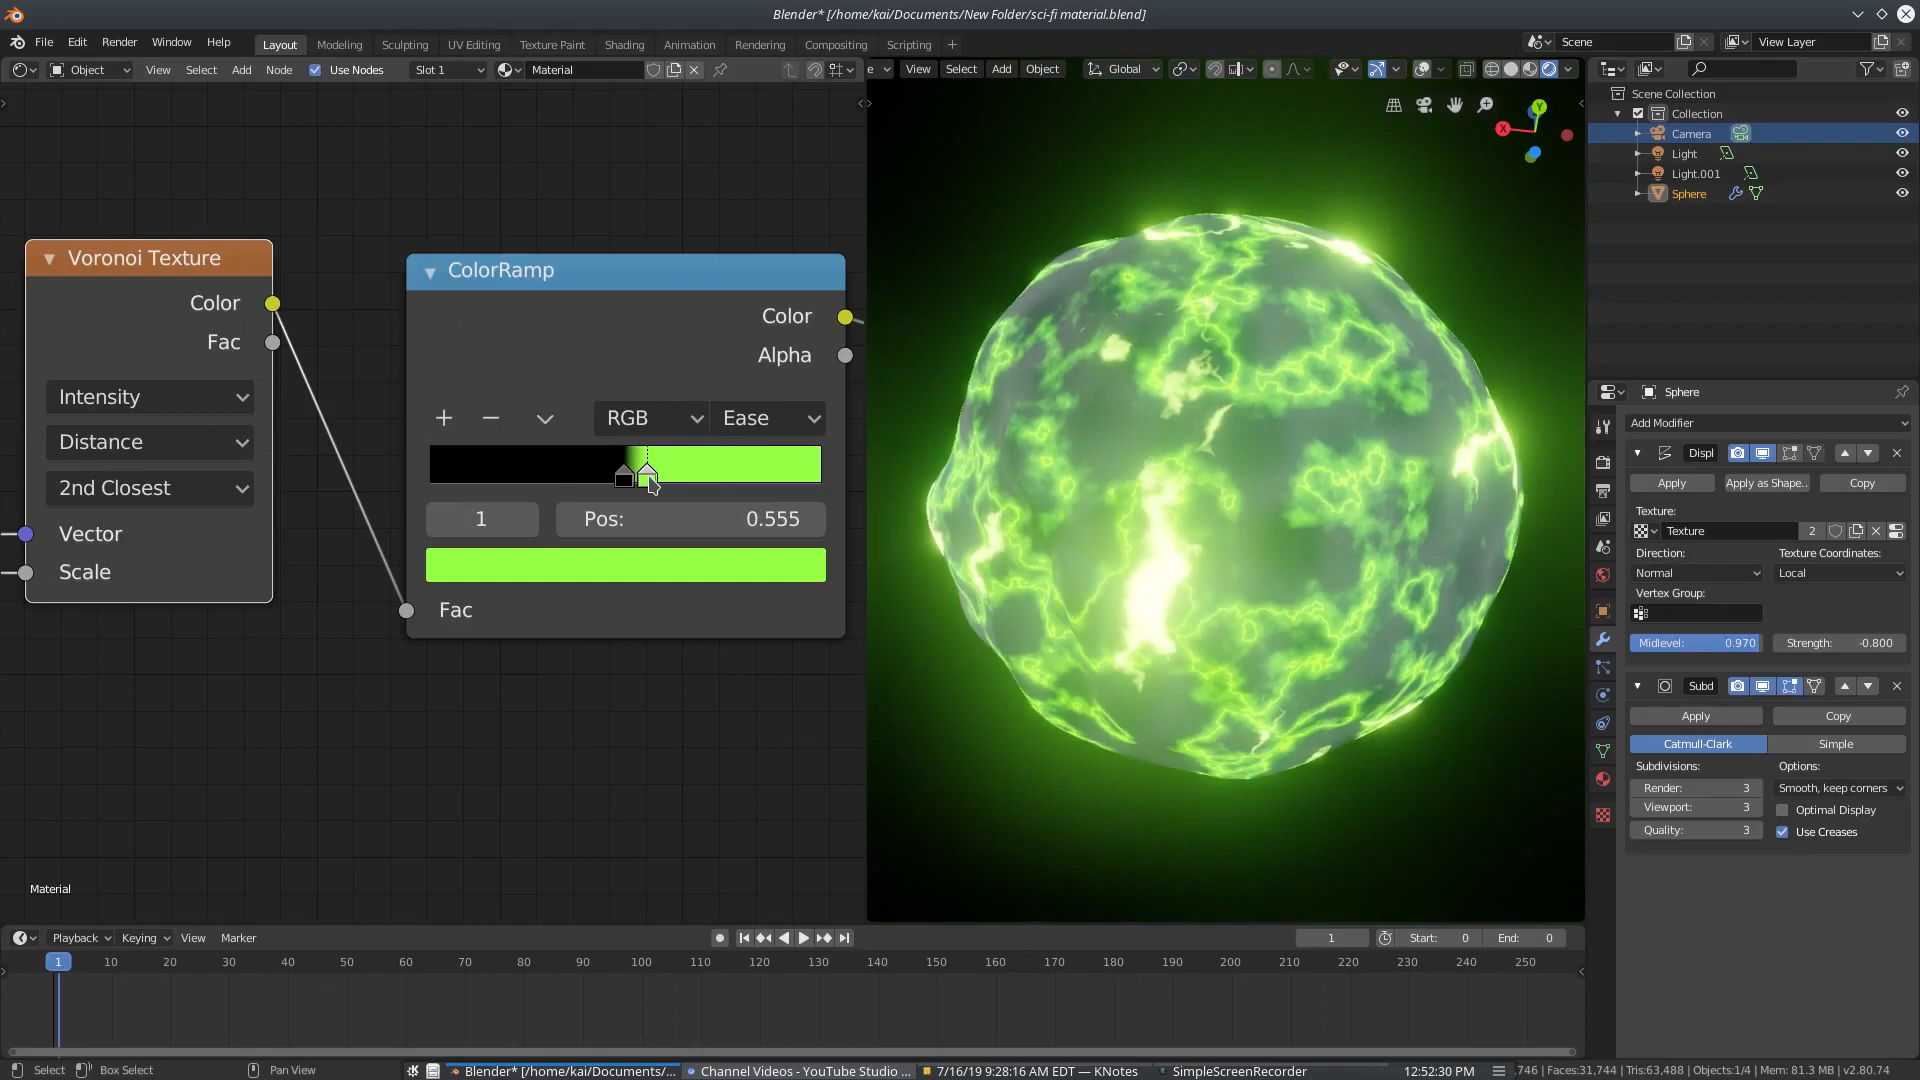 Blender* [/home/kai/Documents/New Folder/sci-fi material.blend]
File Edit Render Window Help Layout Modeling Sculpting UV Editing Texture Paint Shading Animation Rendering Compositing Scripting + Scene View Layer
Object View Select Add Node Use Nodes Slot 1 Material e View Select Add Object Global
Scene Collection
Collection
Camera
Light
Light.001
Sphere
X
Y
Voronoi Texture
Color
Fac
Intensity
Distance
2nd Closest
Vector
Scale
ColorRamp
Color
Alpha
RGB Ease
1 Pos: 0.555
Fac
Material
Sphere
Add Modifier
Displ
Apply Apply as Shape.. Copy
Texture:
Texture 2
Direction: Texture Coordinates:
Normal Local
Vertex Group:
Midlevel: 0.970 Strength: -0.800
Subd
Apply Copy
Catmull-Clark Simple
Subdivisions: Options:
Render: 3 Smooth, keep corners
Viewport: 3 Optimal Display
Quality: 3 Use Creases
Playback Keying View Marker 1 Start: 0 End: 0
1 10 20 30 40 50 60 70 80 90 100 110 120 130 140 150 160 170 180 190 200 210 220 230 240 250
Select Box Select Pan View Blender* [/home/kai/Documents/... Channel Videos - YouTube Studio ... 7/16/19 9:28:16 AM EDT — KNotes SimpleScreenRecorder 12:52:30 PM ,746 | Faces:31,744 | Tris:63,488 | Objects:1/4 | Mem: 81.3 MB | v2.80.74